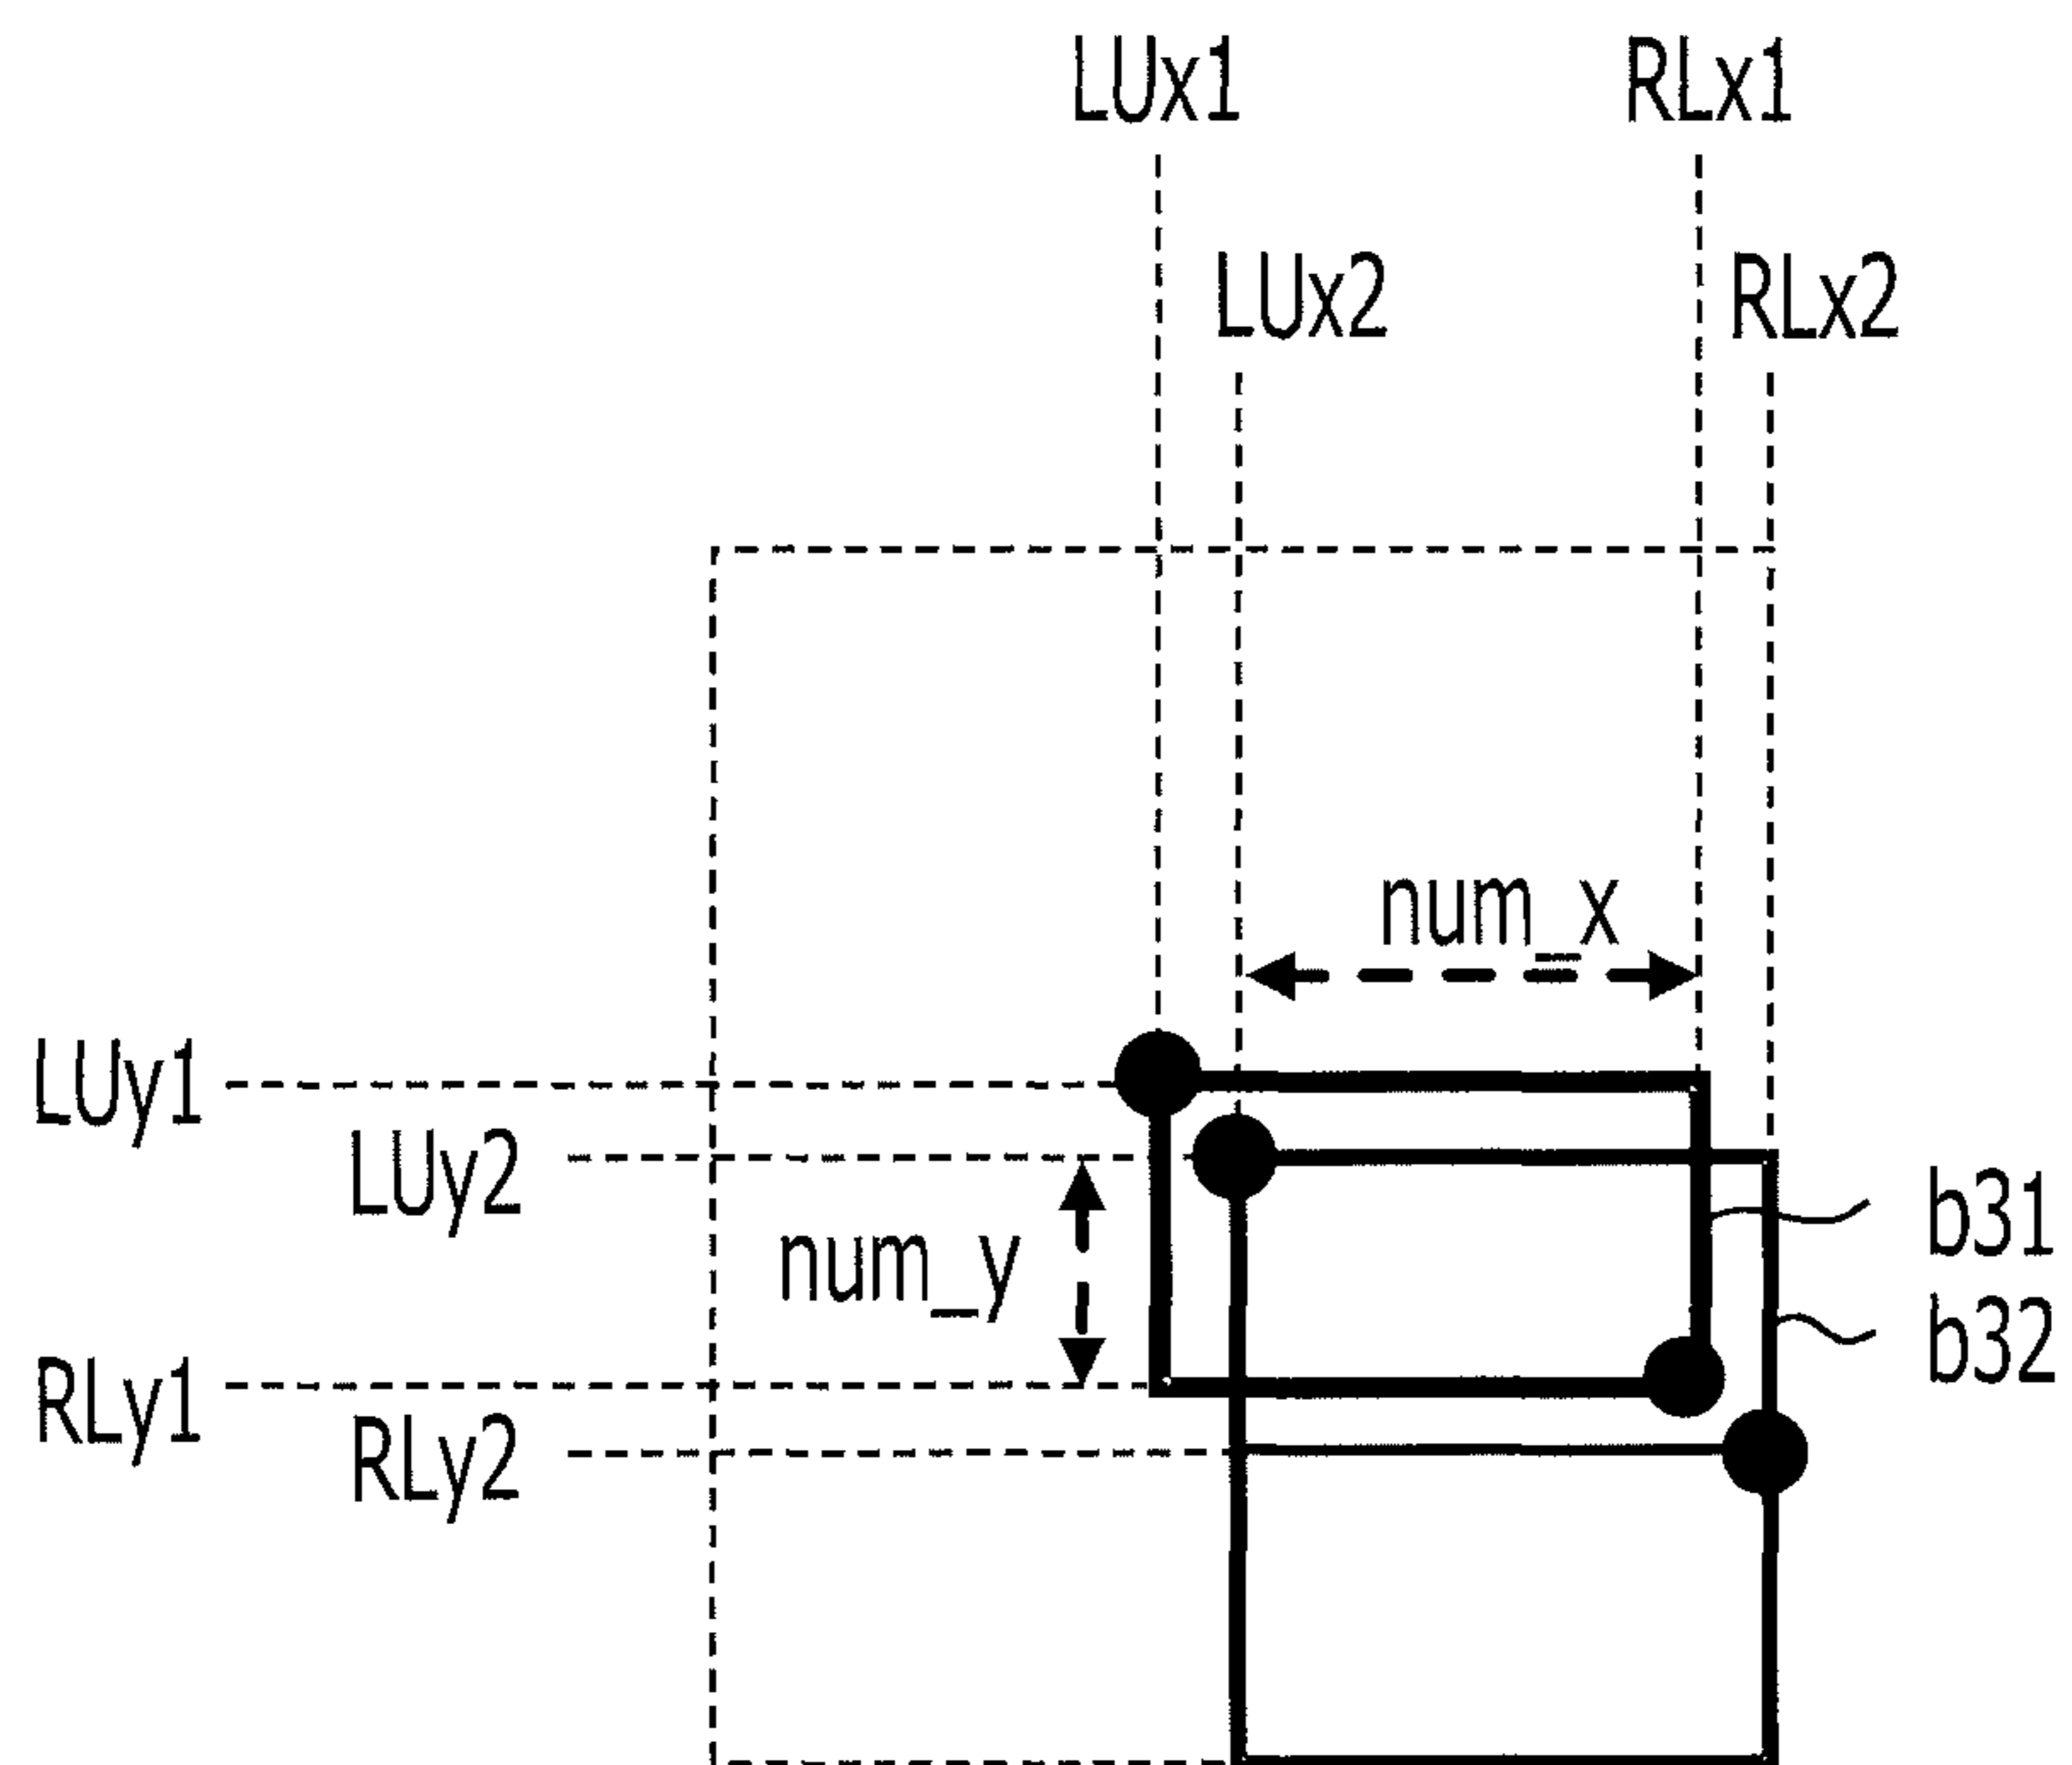 LUx1 RLx1
LUx2 RLx2
num_x
LUy1
LUy2
num_y
b31
b32
RLy1
RLy2